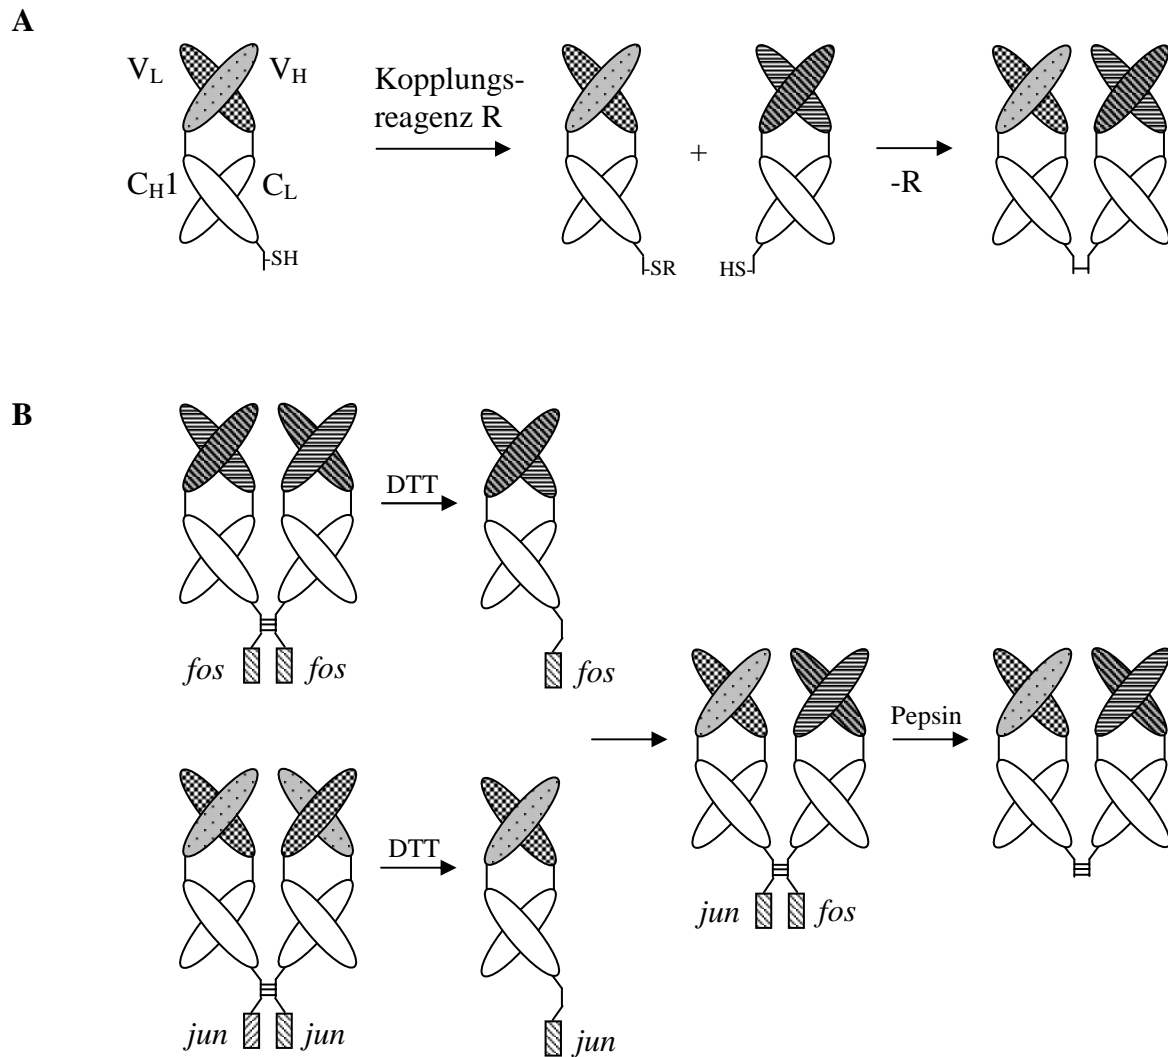 A
V_L V_H
Kopplungs-
reagenz R
C_H1 C_L
-SH
-SR
+
HS-
-R
B
DTT
fos fos
fos
Pepsin
DTT
jun fos
jun jun
jun